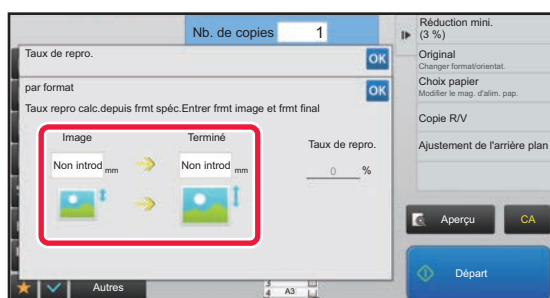 Nb. de copies 1
Taux de repro. OK
par format OK
Taux repro calc.depuis frmt spéc.Entrer frmt image et frmt final
Image Terminé Taux de repro.
Non introd mm Non introd mm 0 %
Autres
A3
Réduction mini.
(3 %)
Original
Changer format/orientat.
Choix papier
Modifier le mag. d'alim. pap.
Copie R/V
Ajustement de l'arrière plan
Aperçu CA
Départ